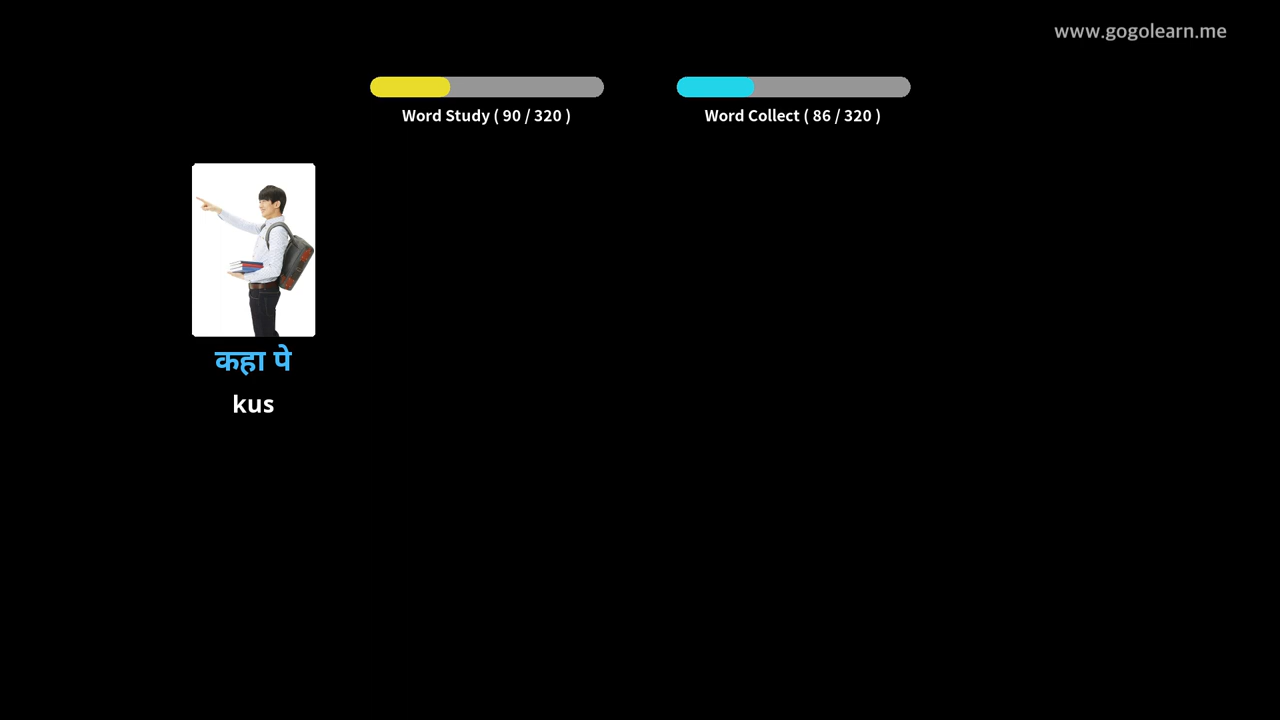 www.gogolearn.me
Word Study ( 90 / 320 )
Word Collect ( 86 / 320 )
कहा पे
kus